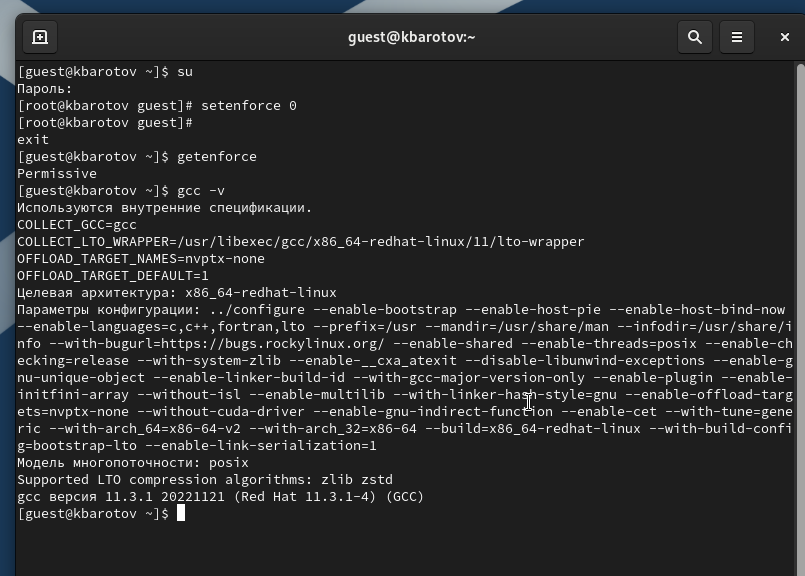 guest@kbarotov:~
[guest@kbarotov ~]$ su
Пароль:
[root@kbarotov guest]# setenforce 0
[root@kbarotov guest]#
exit
[guest@kbarotov ~]$ getenforce
Permissive
[guest@kbarotov ~]$ gcc -v
Используются внутренние спецификации.
COLLECT_GCC=gcc
COLLECT_LTO_WRAPPER=/usr/libexec/gcc/x86_64-redhat-linux/11/lto-wrapper
OFFLOAD_TARGET_NAMES=nvptx-none
OFFLOAD_TARGET_DEFAULT=1
Целевая архитектура: x86_64-redhat-linux
Параметры конфигурации: ../configure --enable-bootstrap --enable-host-pie --enable-host-bind-now
--enable-languages=c,c++,fortran,lto --prefix=/usr --mandir=/usr/share/man --infodir=/usr/share/i
nfo --with-bugurl=https://bugs.rockylinux.org/ --enable-shared --enable-threads=posix --enable-ch
ecking=release --with-system-zlib --enable-__cxa_atexit --disable-libunwind-exceptions --enable-g
nu-unique-object --enable-linker-build-id --with-gcc-major-version-only --enable-plugin --enable-
initfini-array --without-isl --enable-multilib --with-linker-hash-style=gnu --enable-offload-targ
ets=nvptx-none --without-cuda-driver --enable-gnu-indirect-function --enable-cet --with-tune=gene
ric --with-arch_64=x86-64-v2 --with-arch_32=x86-64 --build=x86_64-redhat-linux --with-build-confi
g=bootstrap-lto --enable-link-serialization=1
Модель многопоточности: posix
Supported LTO compression algorithms: zlib zstd
gcc версия 11.3.1 20221121 (Red Hat 11.3.1-4) (GCC)
[guest@kbarotov ~]$